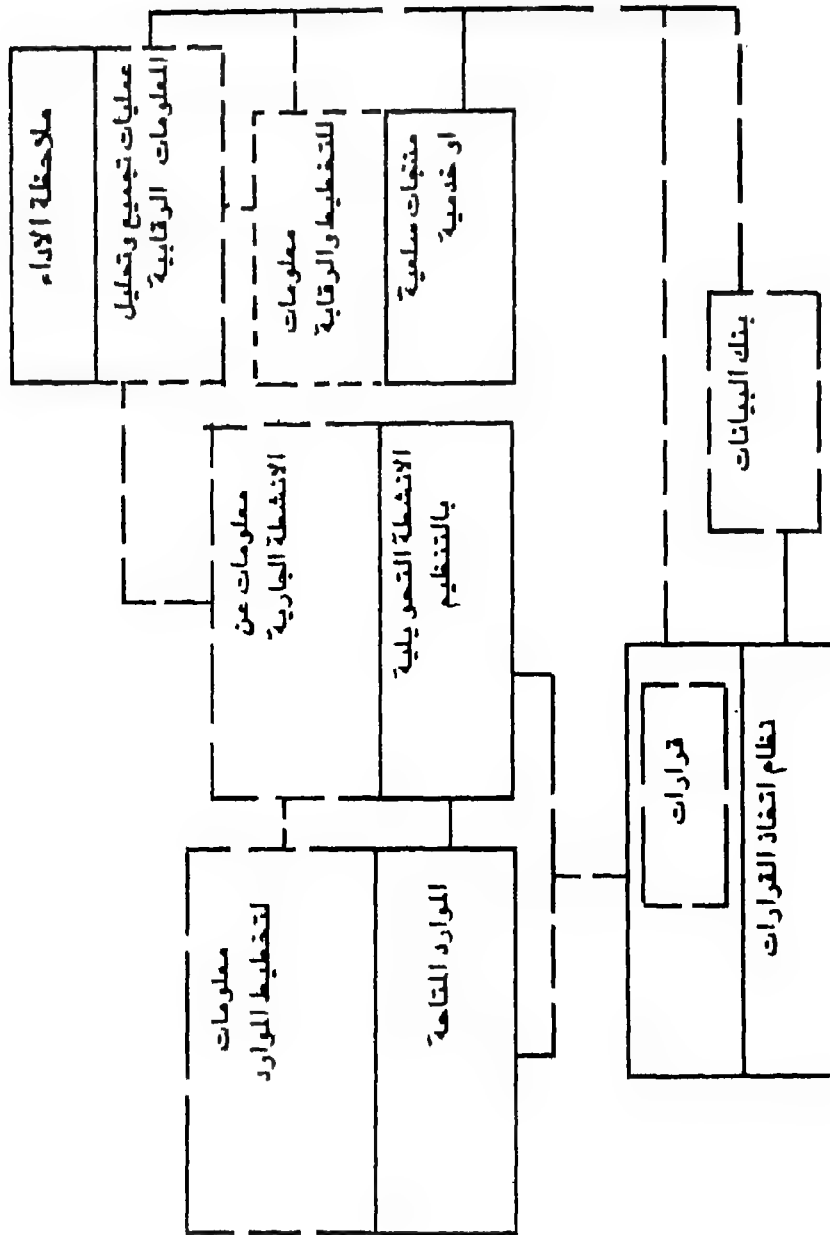 ملاحظة الاداء
عمليات تجميع وتحليل
المعلومات الرقابية
معلومات
للتخطيط والرقابة
منتجات سلعية
او خدمية
معلومات عن
الانشطة الجارية
الانشطة التحويلية
بالتنظيم
معلومات
لتخطيط الموارد
الموارد المتاحة
بنك البيانات
قرارات
نظام اتخاذ القرارات